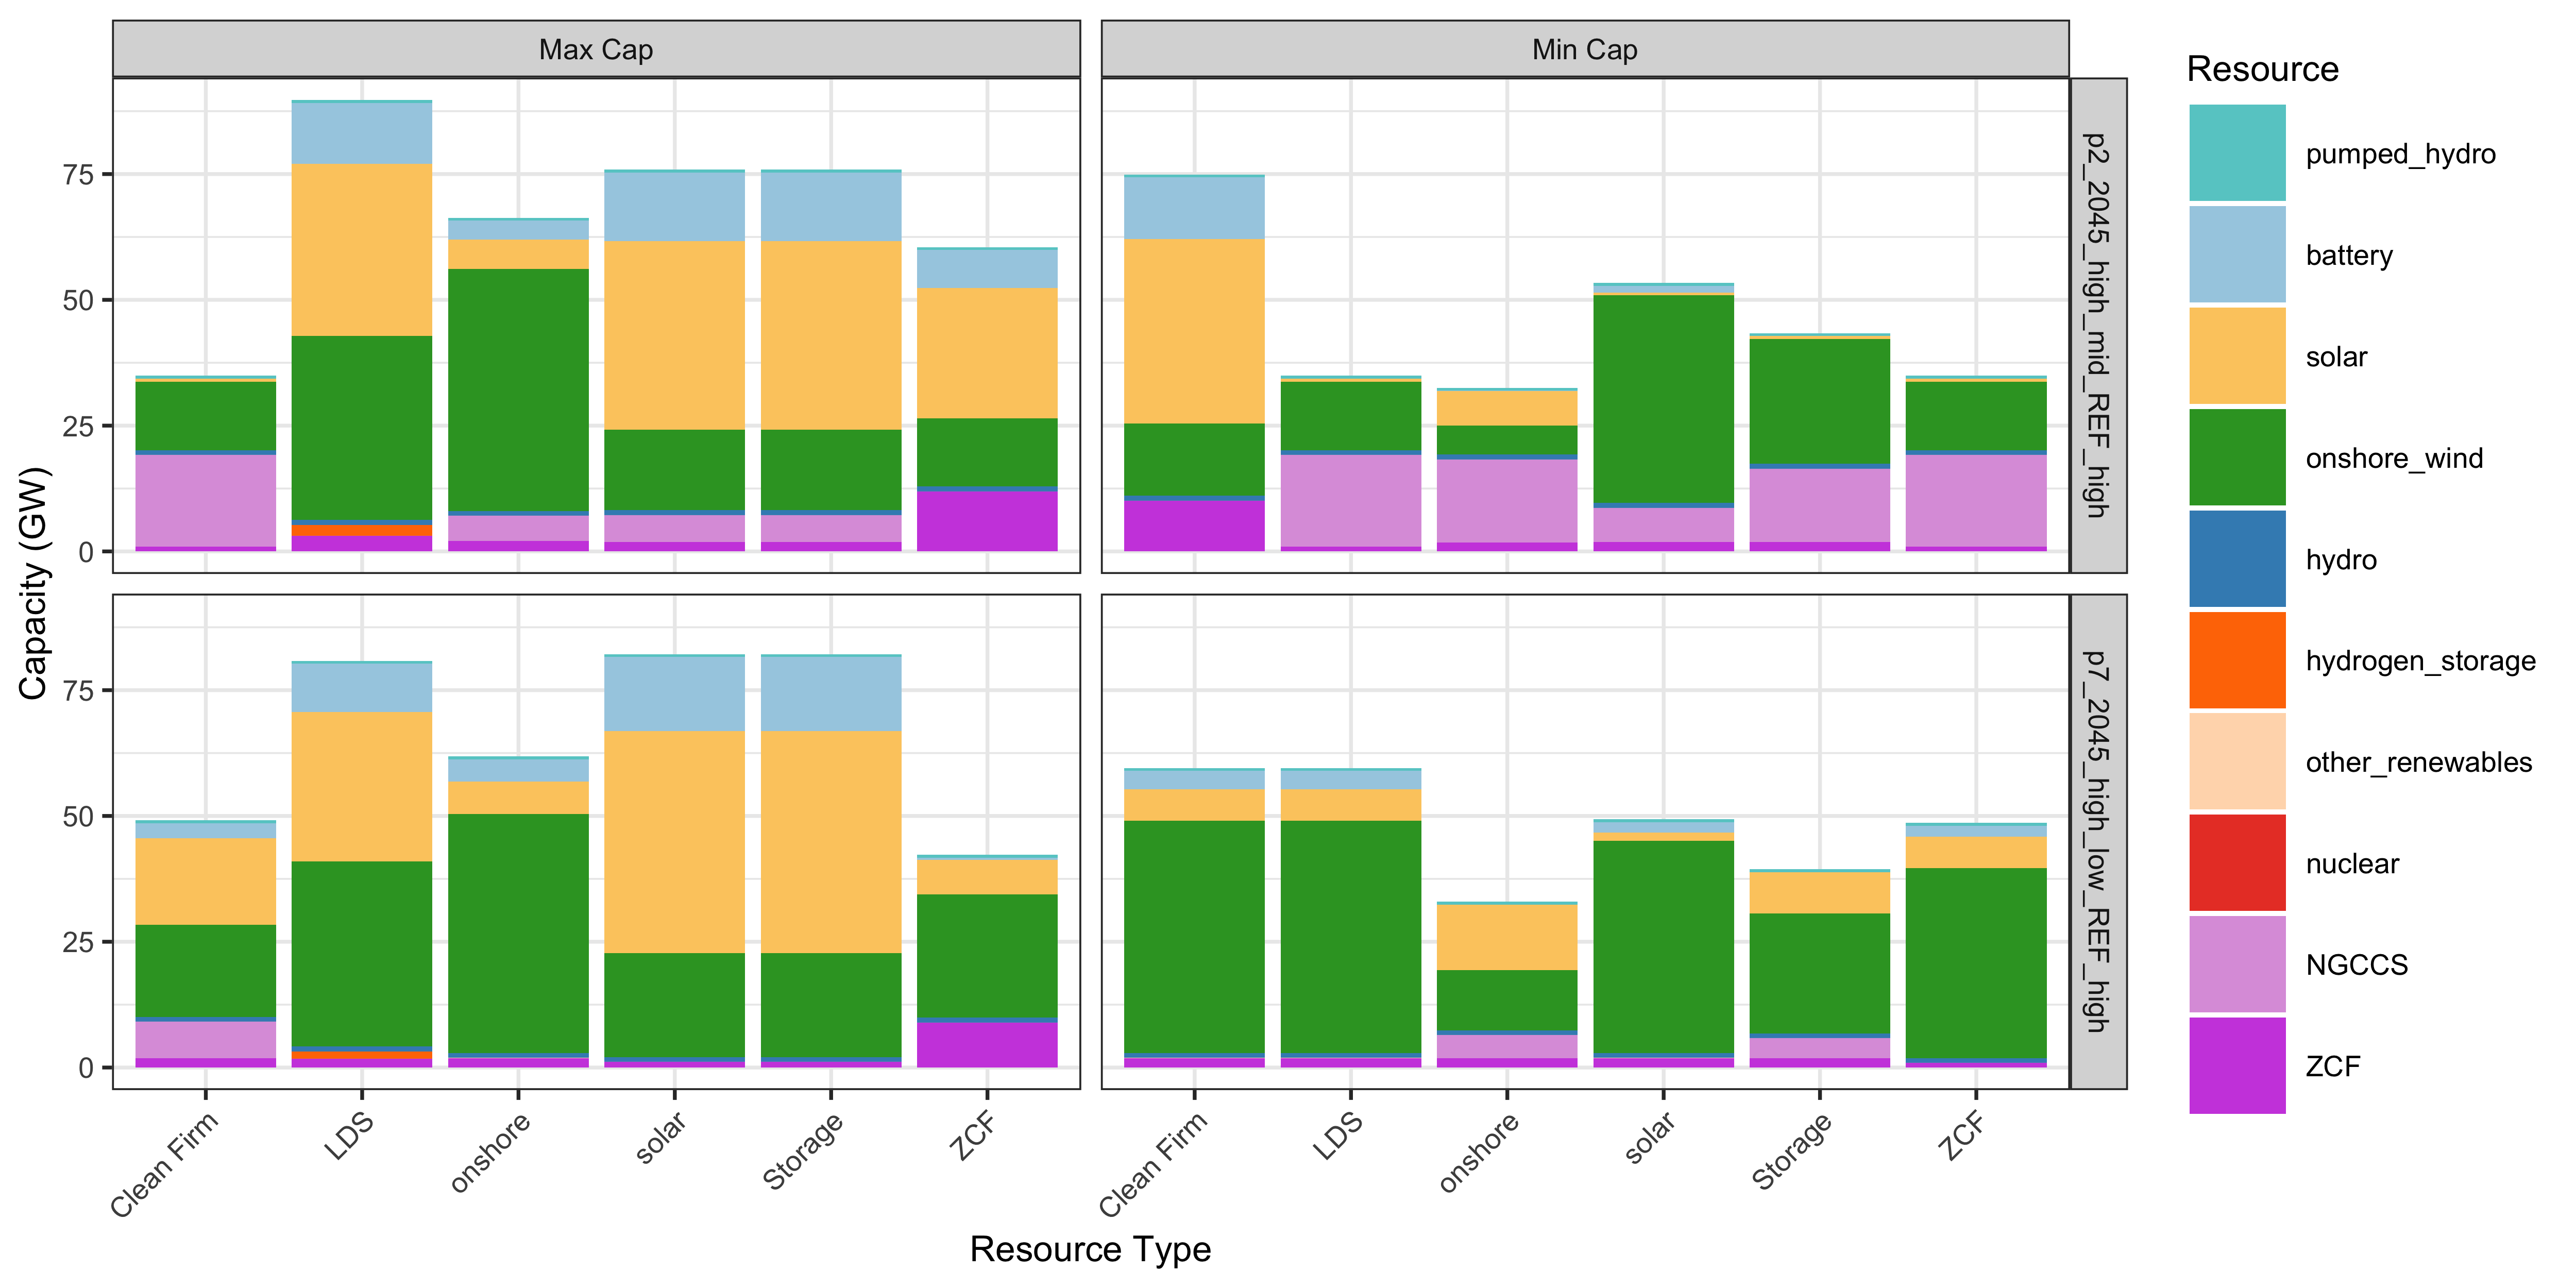 Max Cap
Min Cap
p2_2045_high_mid_REF_high
p7_2045_high_low_REF_high
Capacity (GW)
75
50
25
0
75
50
25
0
Clean Firm
LDS
onshore
solar
Storage
ZCF
Clean Firm
LDS
onshore
solar
Storage
ZCF
Resource Type
Resource
pumped_hydro
battery
solar
onshore_wind
hydro
hydrogen_storage
other_renewables
nuclear
NGCCS
ZCF